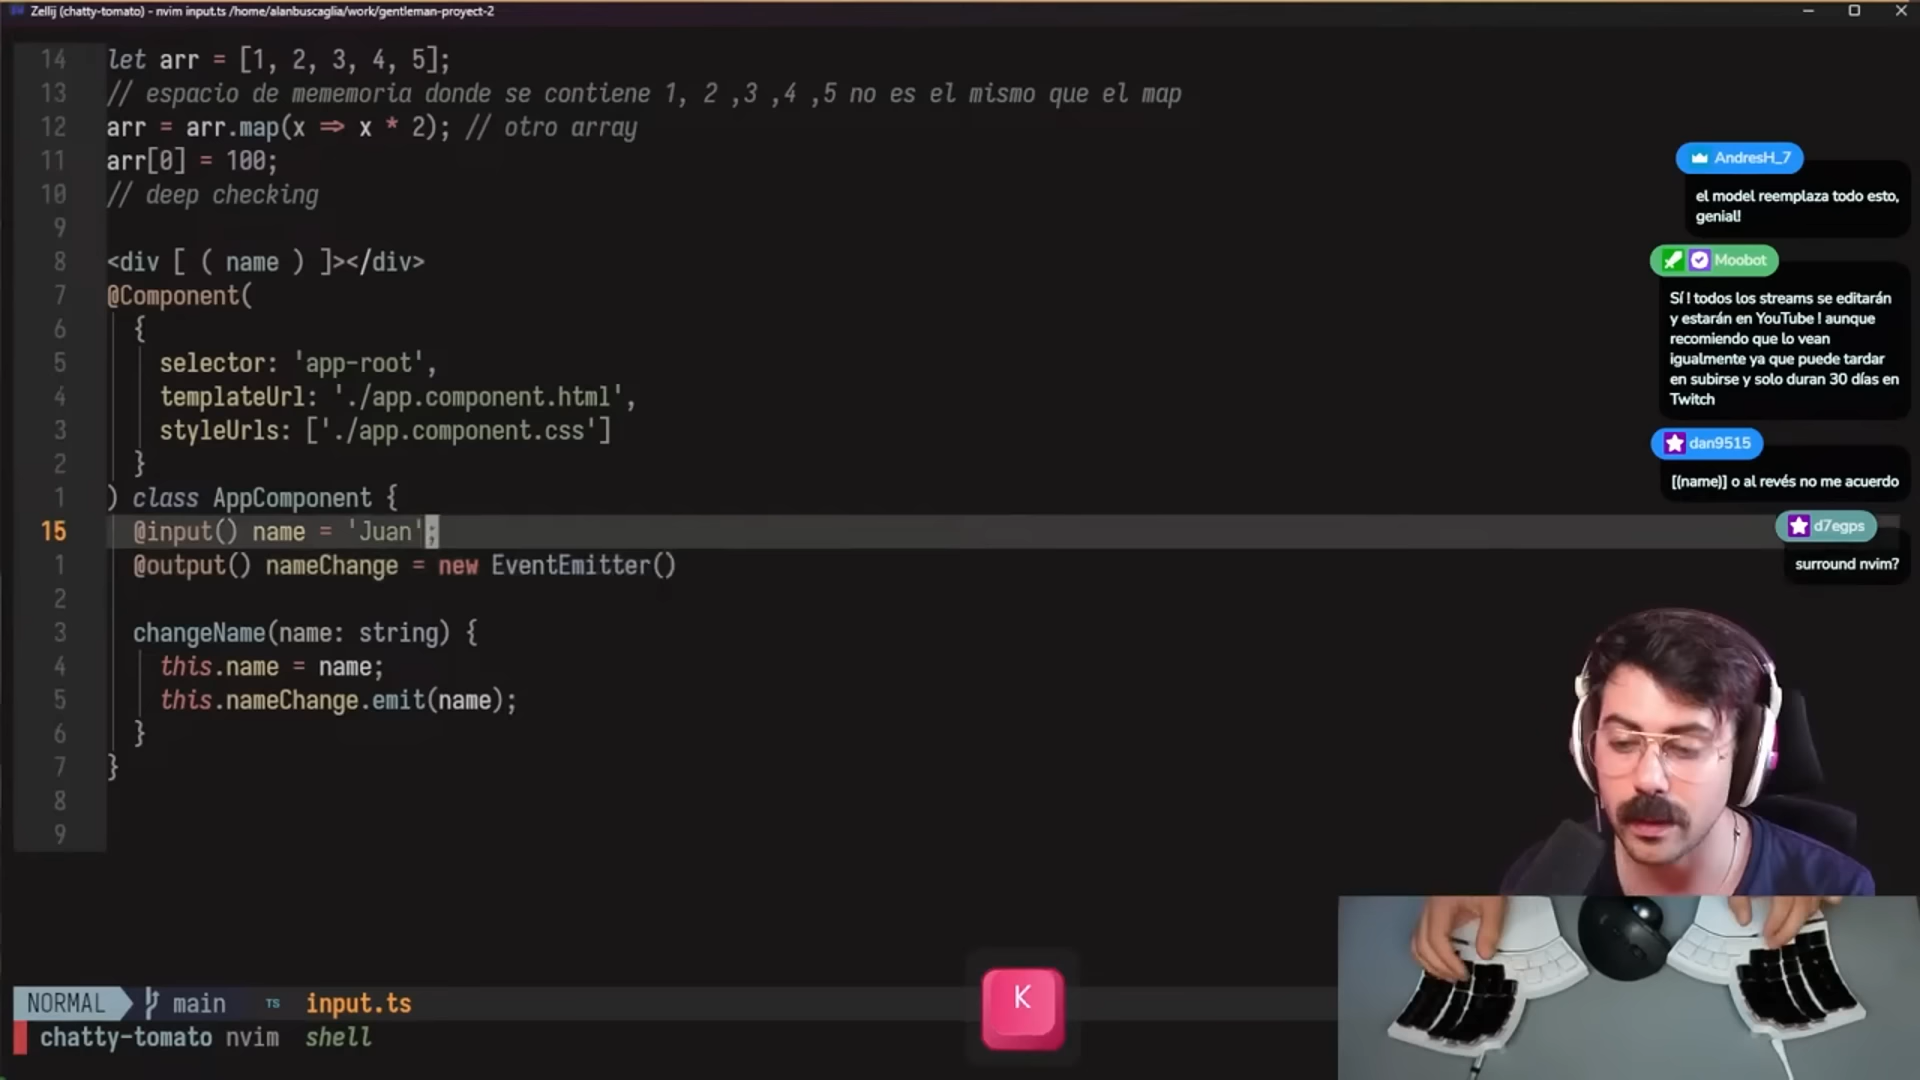 Zellij (chatty-tomato) - nvim input.ts /home/alanbuscaglia/work/gentleman-proyect-2
14 let arr = [1, 2, 3, 4, 5];
13 // espacio de mememoria donde se contiene 1, 2 ,3 ,4 ,5 no es el mismo que el map
12 arr = arr.map(x => x * 2); // otro array
11 arr[0] = 100;
10 // deep checking
9
8 <div [ ( name ) ]></div>
7 @Component(
6 {
5 selector: 'app-root',
4 templateUrl: './app.component.html',
3 styleUrls: ['./app.component.css']
2 }
1 ) class AppComponent {
15 @input() name = 'Juan';
1 @output() nameChange = new EventEmitter()
2
3 changeName(name: string) {
4 this.name = name;
5 this.nameChange.emit(name);
6 }
7 }
8
9
AndresH_7
el model reemplaza todo esto,
genial!
Moobot
Sí ! todos los streams se editarán
y estarán en YouTube ! aunque
recomiendo que lo vean
igualmente ya que puede tardar
en subirse y solo duran 30 días en
Twitch
dan9515
[(name)] o al revés no me acuerdo
d7egps
surround nvim?
K
NORMAL main TS input.ts
chatty-tomato nvim shell